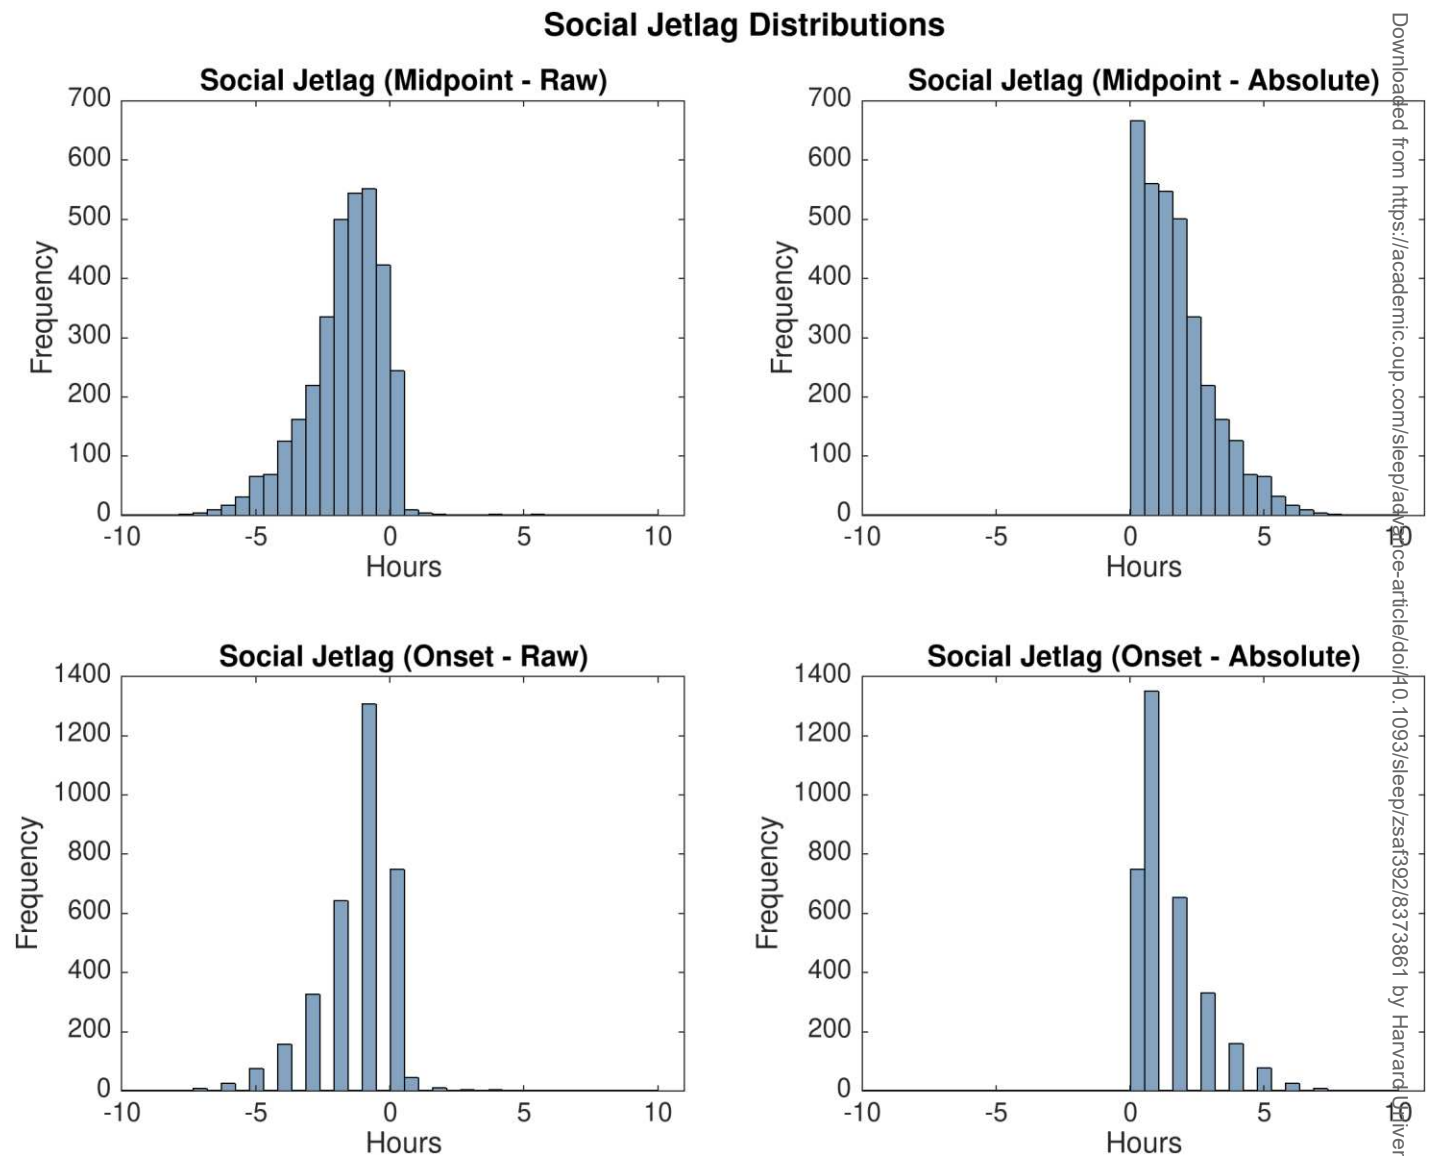 Social Jetlag Distributions
Social Jetlag (Midpoint - Raw)
700
600
500
400
300
200
100
0
Frequency
-10 -5 0 5 10
Hours
Social Jetlag (Midpoint - Absolute)
700
600
500
400
300
200
100
0
Frequency
-10 -5 0 5 10
Hours
Social Jetlag (Onset - Raw)
1400
1200
1000
800
600
400
200
0
Frequency
-10 -5 0 5 10
Hours
Social Jetlag (Onset - Absolute)
1400
1200
1000
800
600
400
200
0
Frequency
-10 -5 0 5 10
Hours
Downloaded from https://academic.oup.com/sleep/advance-article/doi/10.1093/sleep/zsaf392/8373861 by Harvard Univer